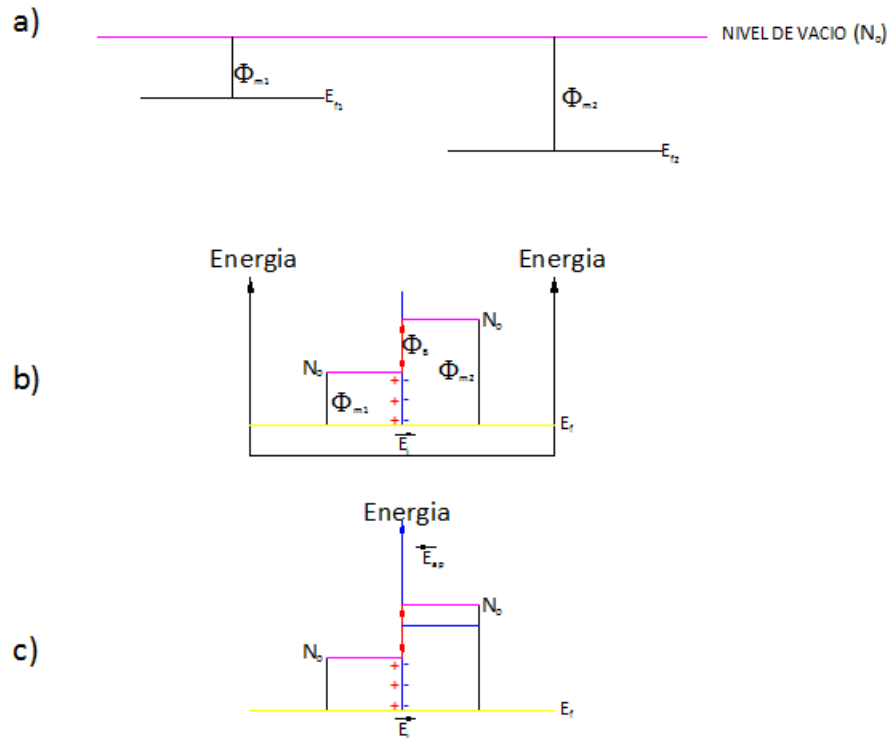 a)
NIVEL DE VACIO (N₀)
Φm1
Ef1
Φm2
Ef2
Energia
Energia
b)
N₀
ΦB
N₀
Φm2
Φm1
+ -
+ -
+ -
Ef
Ei
Energia
Eap
c)
N₀
N₀
+ -
+ -
+ -
Ef
Ei